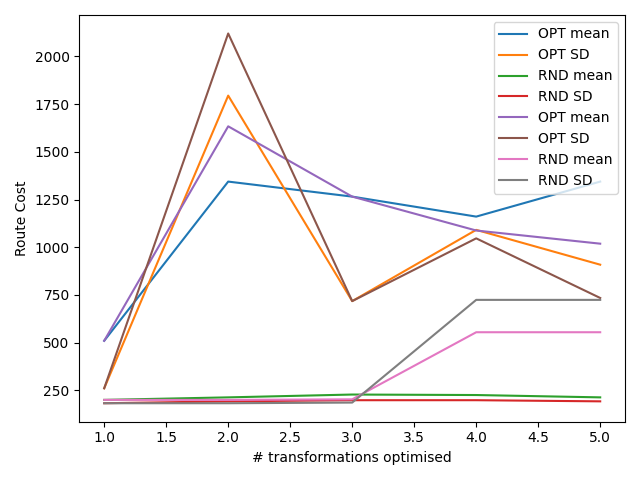 OPT mean
OPT SD
RND mean
RND SD
OPT mean
OPT SD
RND mean
RND SD
2000
1750
1500
1250
1000
750
500
250
Route Cost
1.0 1.5 2.0 2.5 3.0 3.5 4.0 4.5 5.0
# transformations optimised